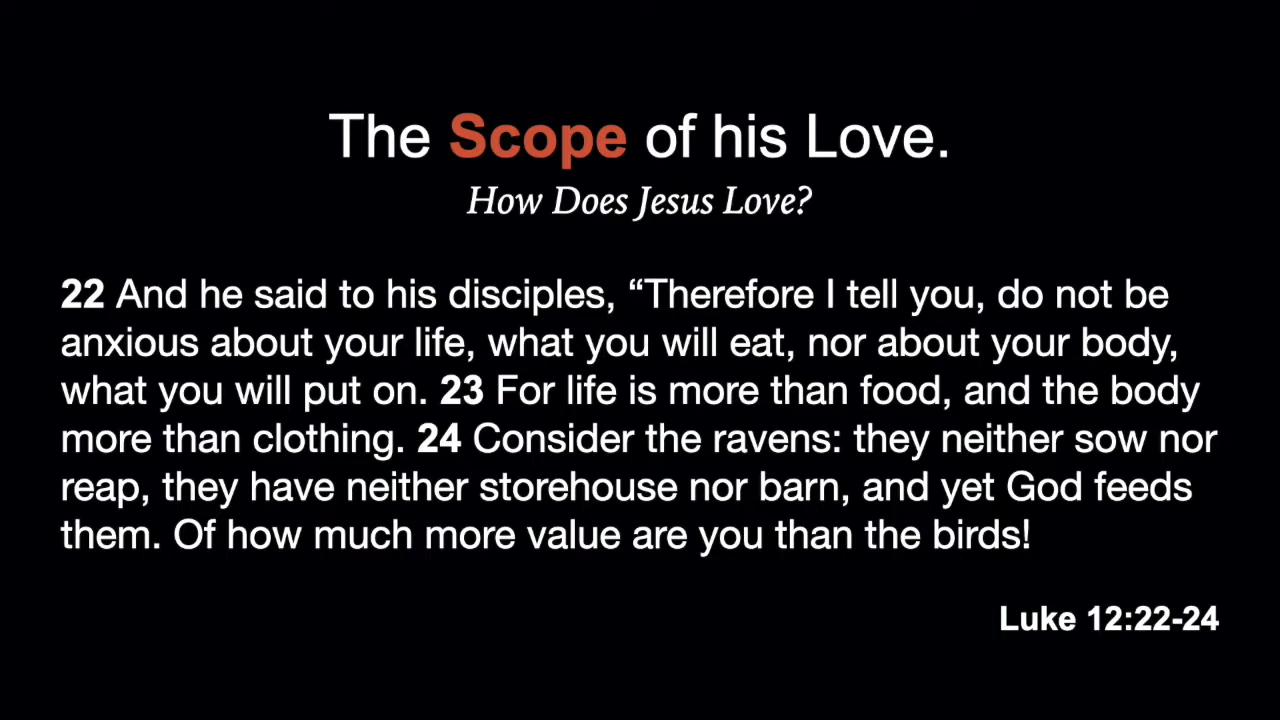 The Scope of his Love.
How Does Jesus Love?
22 And he said to his disciples, “Therefore I tell you, do not be
anxious about your life, what you will eat, nor about your body,
what you will put on. 23 For life is more than food, and the body
more than clothing. 24 Consider the ravens: they neither sow nor
reap, they have neither storehouse nor barn, and yet God feeds
them. Of how much more value are you than the birds!
Luke 12:22-24